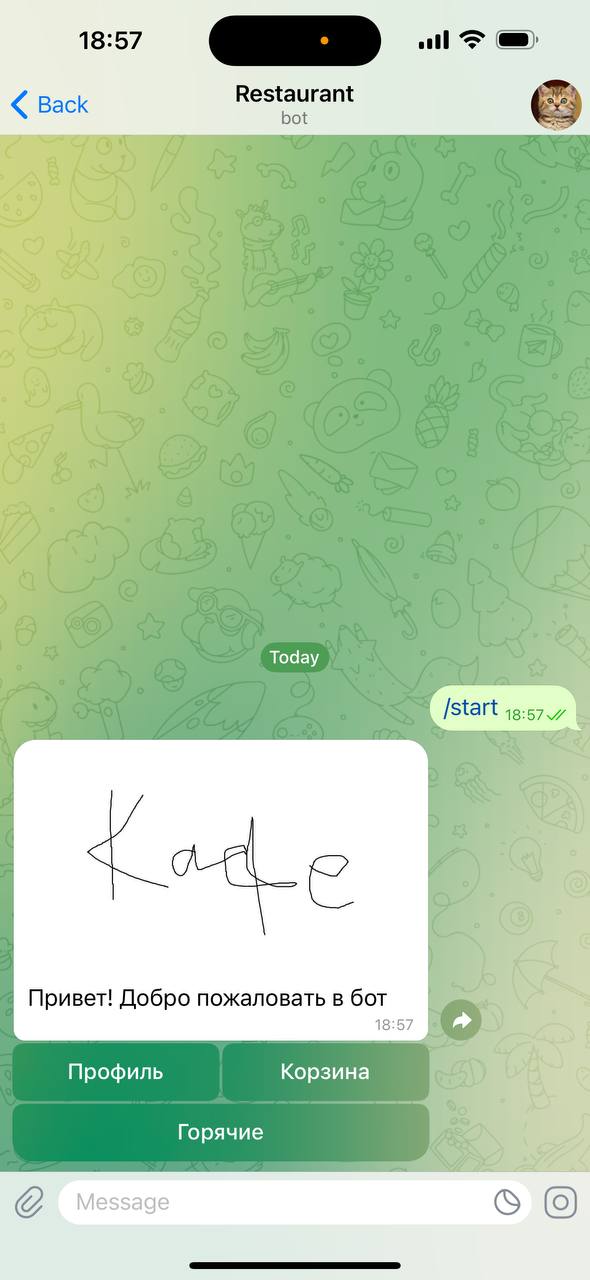 18:57
Back
Restaurant
bot
Today
/start 18:57
Кафе
Привет! Добро пожаловать в бот
18:57
Профиль Корзина
Горячие
Message